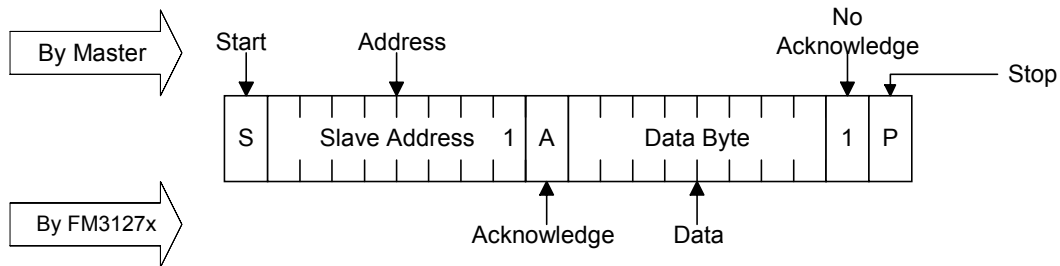 No
By Master
Start
Address
Acknowledge
Stop
S
Slave Address
1
A
Data Byte
1
P
By FM3127x
Acknowledge
Data